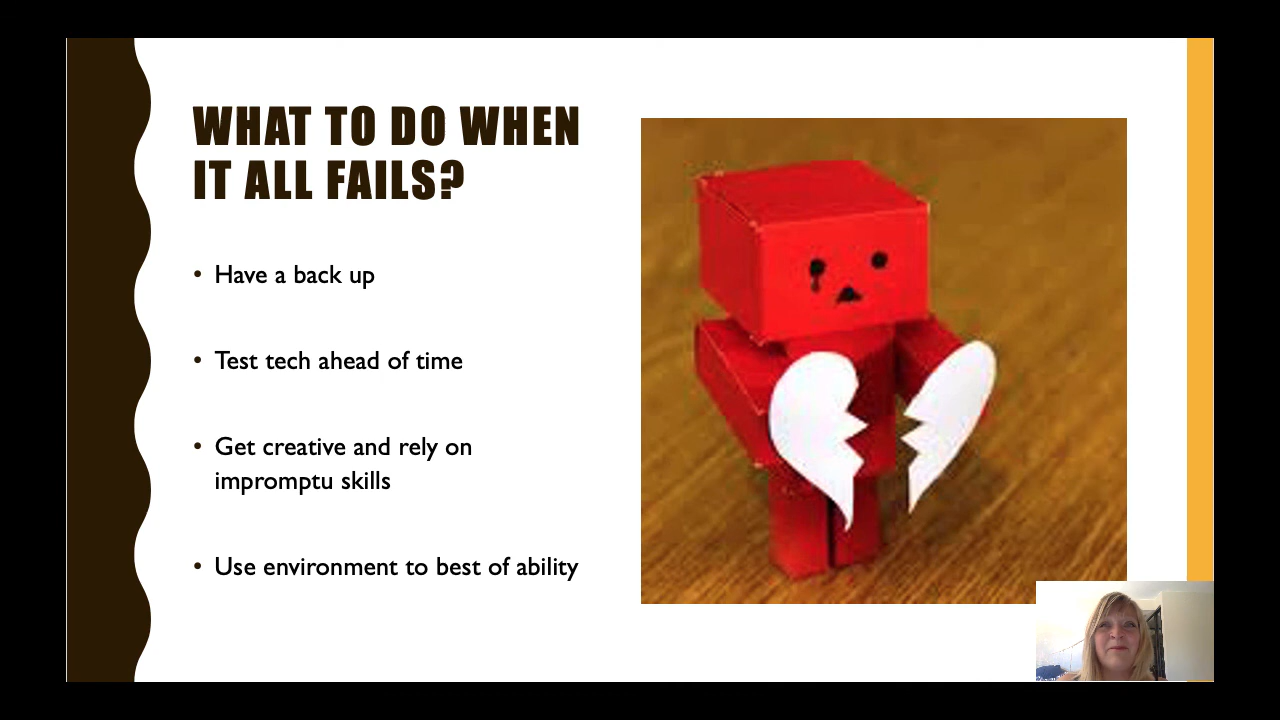 WHAT TO DO WHEN
IT ALL FAILS?
• Have a back up
• Test tech ahead of time
• Get creative and rely on
impromptu skills
• Use environment to best of ability